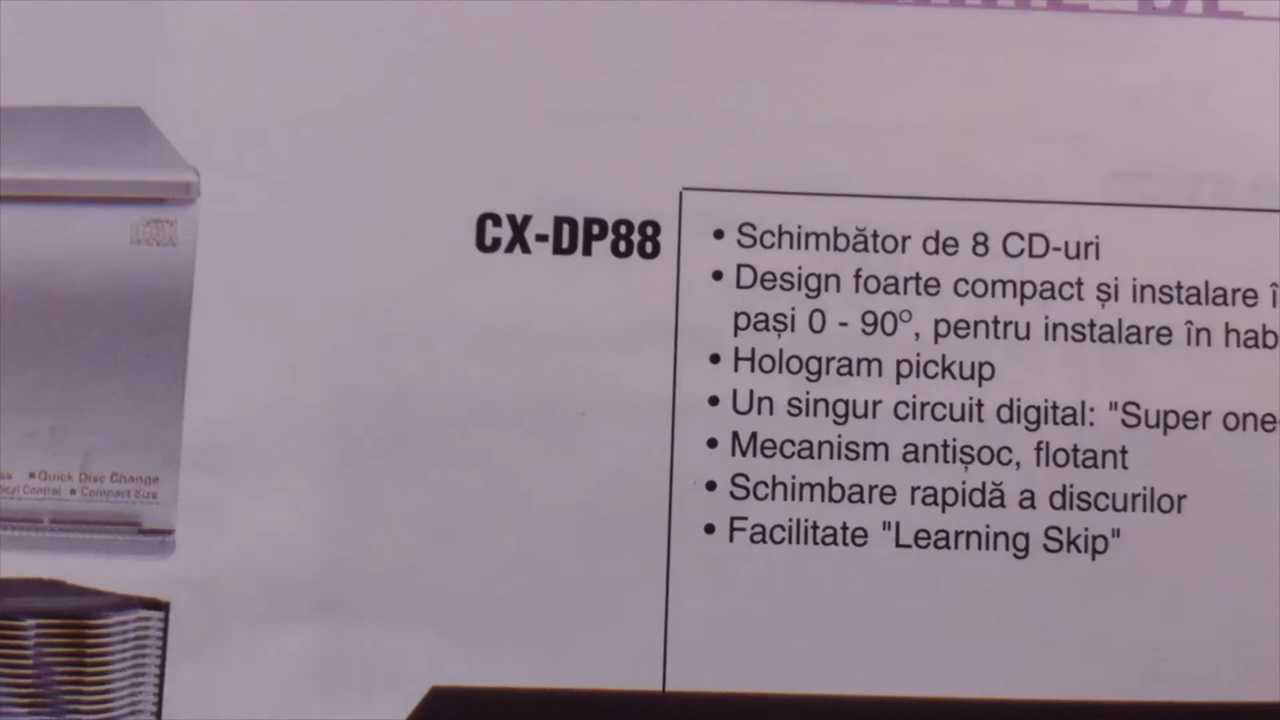 CX-DP88
• Schimbător de 8 CD-uri
• Design foarte compact și instalare
pași 0 - 90°, pentru instalare în
• Hologram pickup
• Un singur circuit digital: "Super one
• Mecanism antișoc, flotant
• Schimbare rapidă a discurilor
• Facilitate "Learning Skip"
■ Quick Disc Change
Control ■ Compact Size